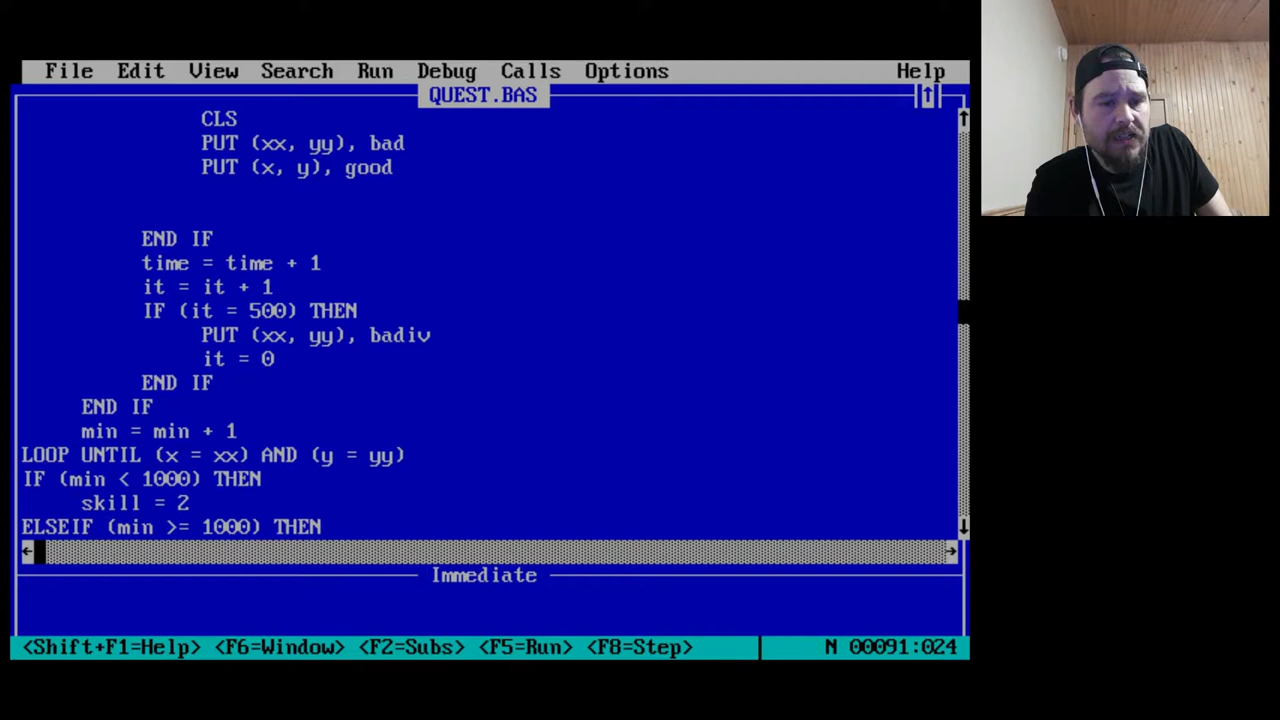 File Edit View Search Run Debug Calls Options Help
QUEST.BAS
CLS
PUT (xx, yy), bad
PUT (x, y), good
END IF
time = time + 1
it = it + 1
IF (it = 500) THEN
PUT (xx, yy), badiv
it = 0
END IF
END IF
min = min + 1
LOOP UNTIL (x = xx) AND (y = yy)
IF (min < 1000) THEN
skill = 2
ELSEIF (min >= 1000) THEN
Immediate
<Shift+F1=Help> <F6=Window> <F2=Subs> <F5=Run> <F8=Step> N 00091:024